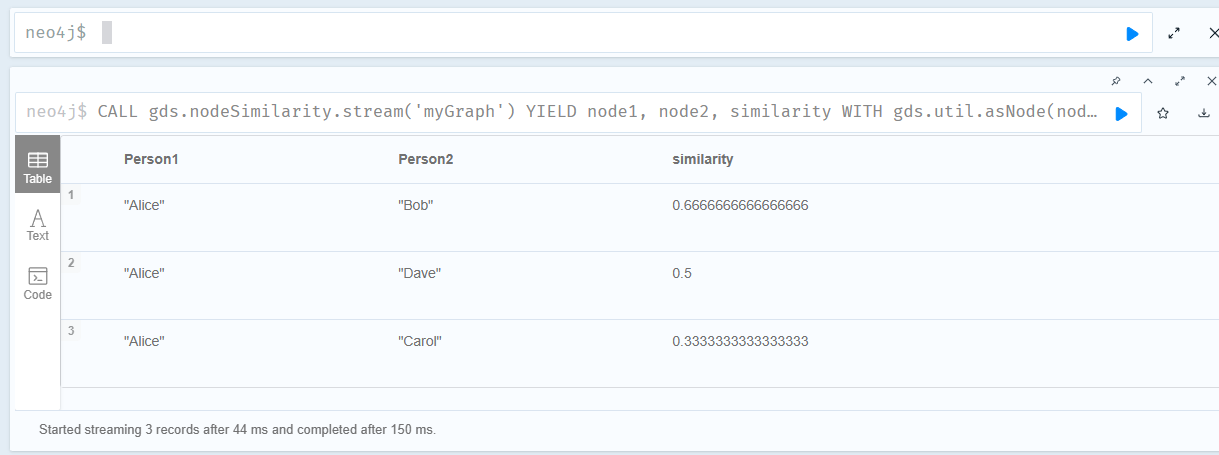 neo4j$
neo4j$ CALL gds.nodeSimilarity.stream('myGraph') YIELD node1, node2, similarity WITH gds.util.asNode(nod…
Table
Text
Code
Person1 Person2 similarity
1 "Alice" "Bob" 0.6666666666666666
2 "Alice" "Dave" 0.5
3 "Alice" "Carol" 0.3333333333333333
Started streaming 3 records after 44 ms and completed after 150 ms.